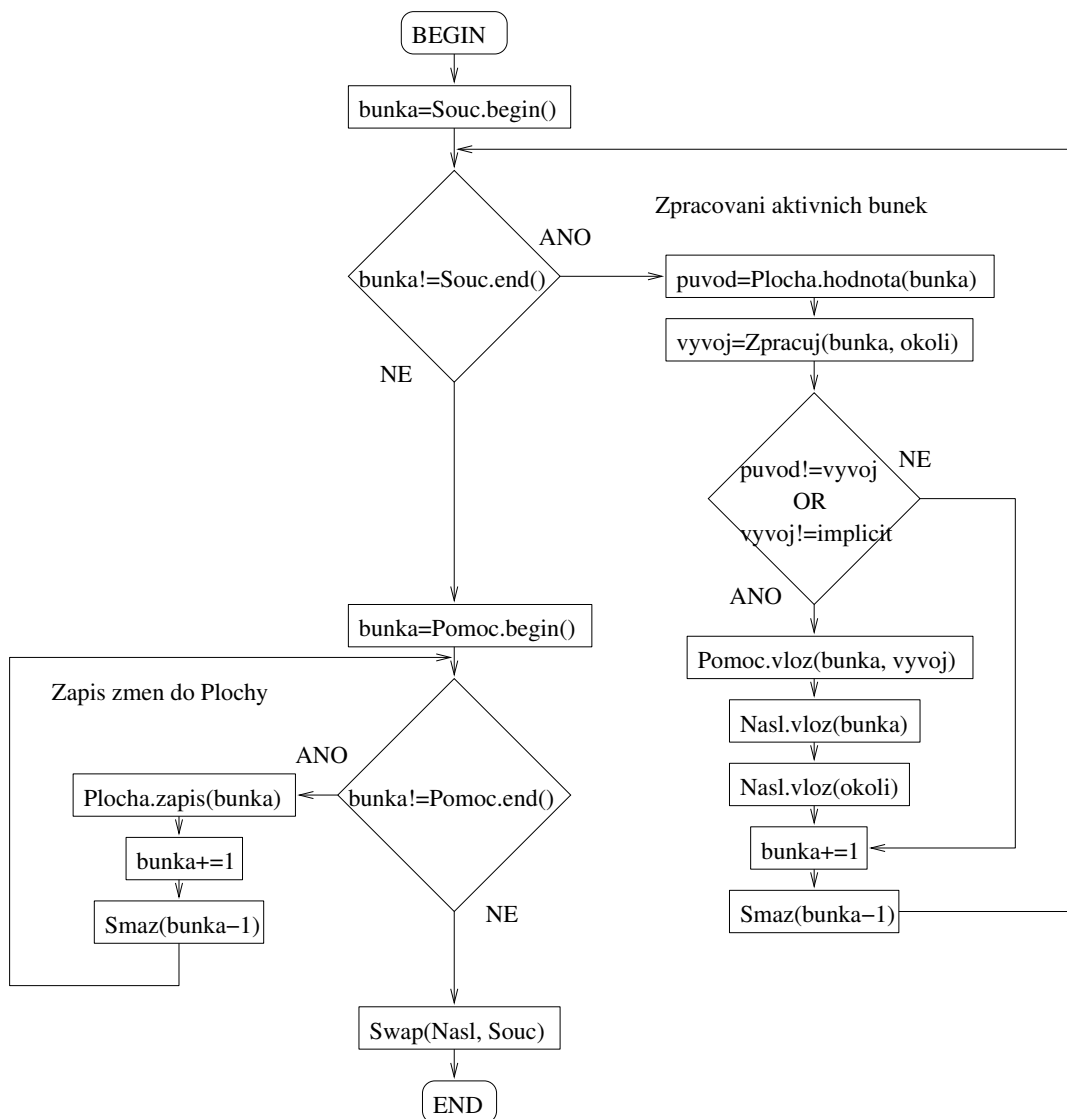 BEGIN
bunka=Souc.begin()
Zpracovani aktivnich bunek
ANO
bunka!=Souc.end()
puvod=Plocha.hodnota(bunka)
vyvoj=Zpracuj(bunka, okoli)
NE
NE
puvod!=vyvoj
OR
vyvoj!=implicit
ANO
bunka=Pomoc.begin()
Pomoc.vloz(bunka, vyvoj)
Zapis zmen do Plochy
Nasl.vloz(bunka)
ANO
Plocha.zapis(bunka)
bunka!=Pomoc.end()
Nasl.vloz(okoli)
bunka+=1
bunka+=1
Smaz(bunka−1)
NE
Smaz(bunka−1)
Swap(Nasl, Souc)
END